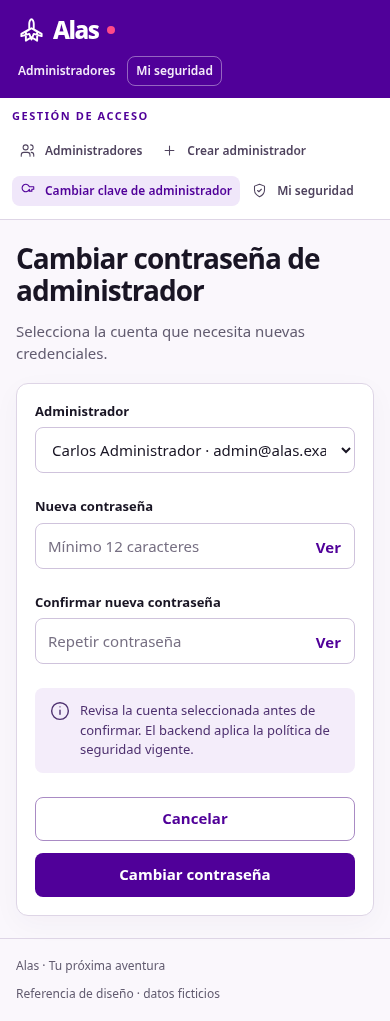 Alas
Administradores Mi seguridad
GESTIÓN DE ACCESO
Administradores Crear administrador
Cambiar clave de administrador Mi seguridad
Cambiar contraseña de
administrador
Selecciona la cuenta que necesita nuevas
credenciales.
Administrador
Carlos Administrador · admin@alas.exa
Nueva contraseña
Mínimo 12 caracteres Ver
Confirmar nueva contraseña
Repetir contraseña Ver
Revisa la cuenta seleccionada antes de
confirmar. El backend aplica la política de
seguridad vigente.
Cancelar
Cambiar contraseña
Alas · Tu próxima aventura
Referencia de diseño · datos ficticios